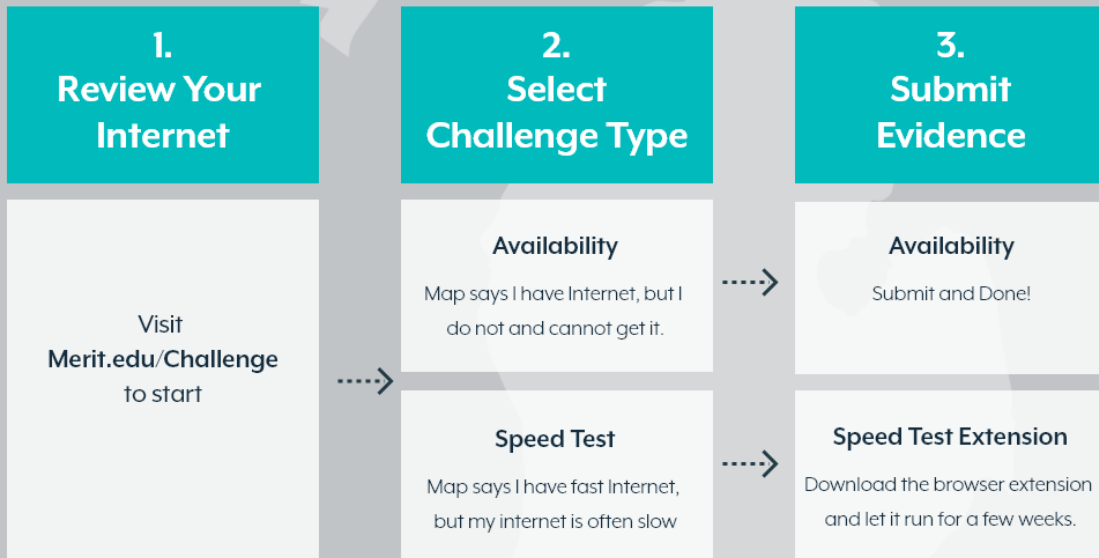 1.
Review Your
Internet
Visit
Merit.edu/Challenge
to start
2.
Select
Challenge Type
Availability
Map says I have Internet, but I
do not and cannot get it.
Speed Test
Map says I have fast Internet,
but my internet is often slow
3.
Submit
Evidence
Availability
Submit and Done!
Speed Test Extension
Download the browser extension
and let it run for a few weeks.